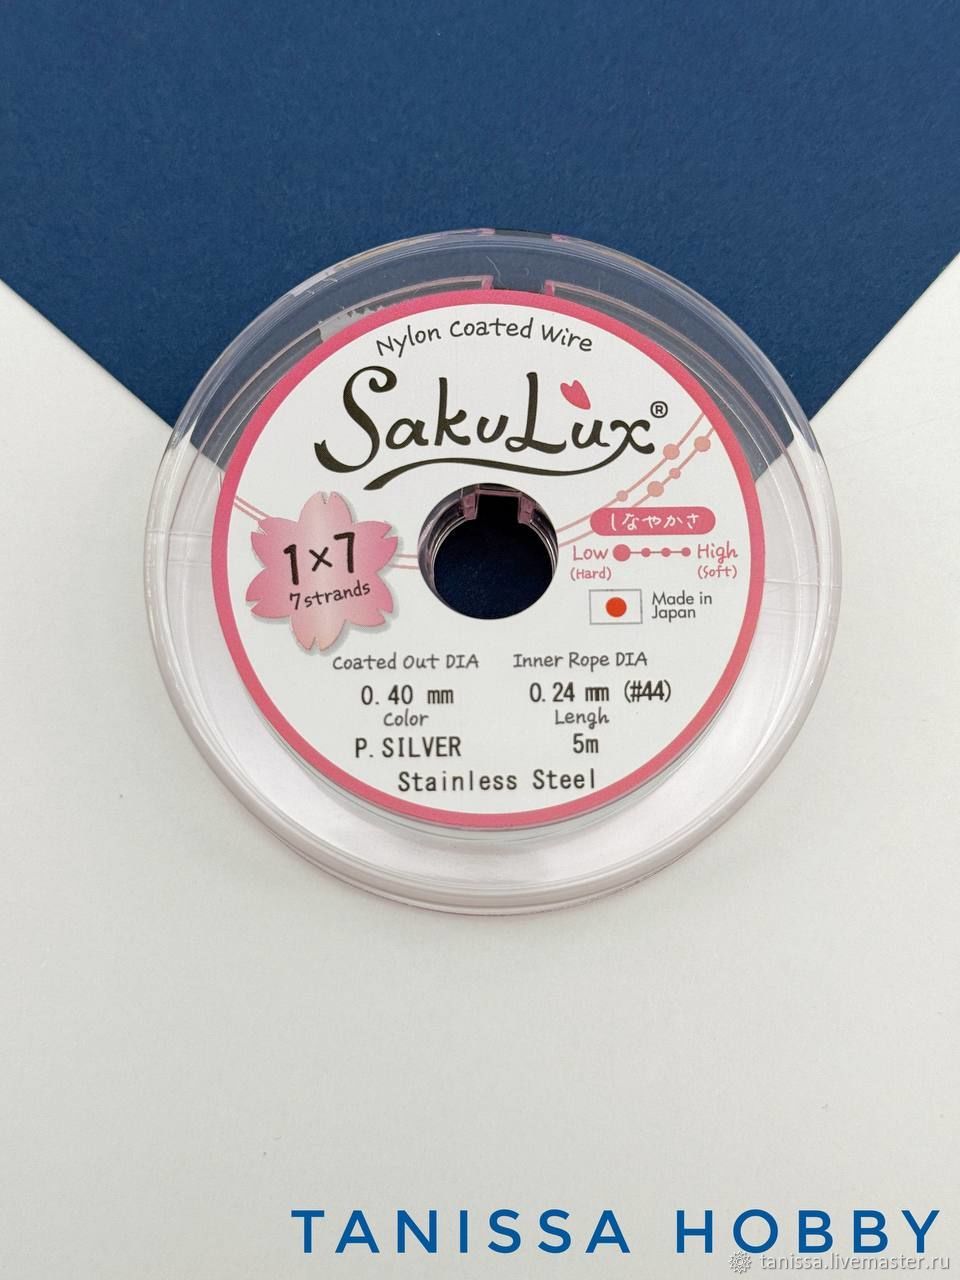 Nylon Coated Wire
SakuLux®
しなやかさ
1×7
7strands
Low High
(Hard) (Soft)
Made in
Japan
Coated Out DIA Inner Rope DIA
0.40 mm 0.24 mm (#44)
Color Lengh
P.SILVER 5m
Stainless Steel
TANISSA HOBBY
tanissa.livemaster.ru